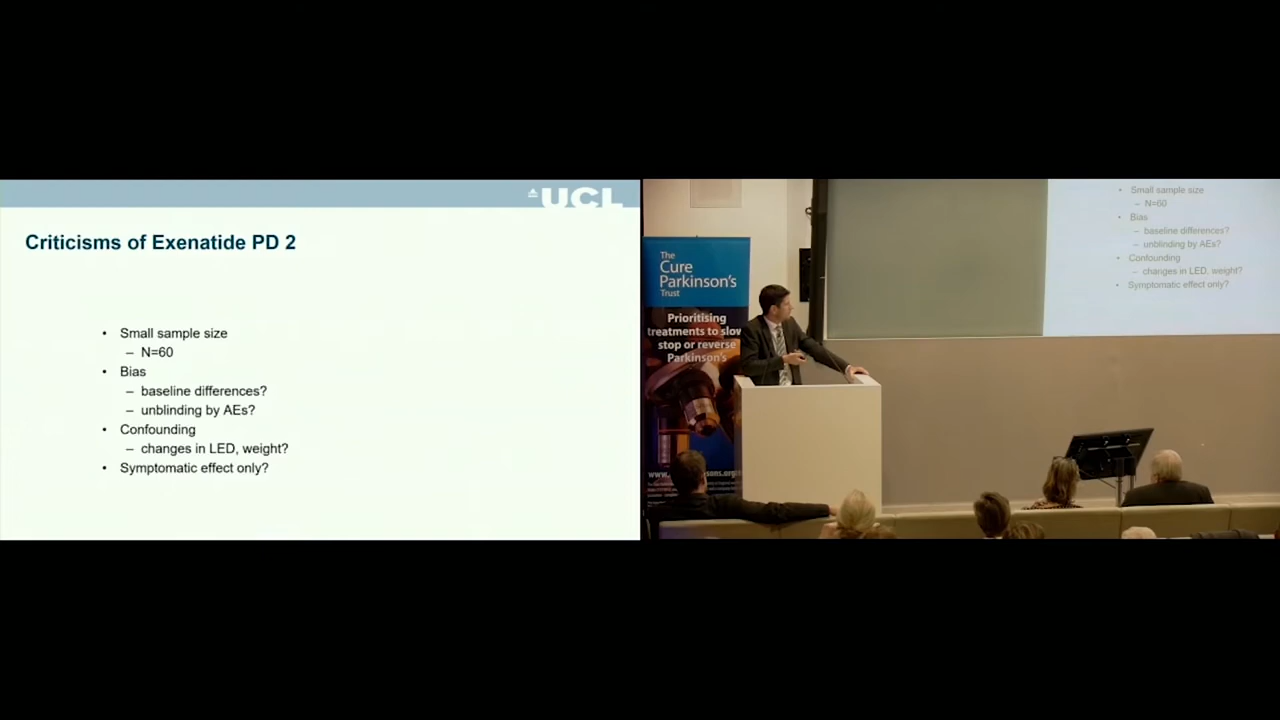 UCL
Criticisms of Exenatide PD 2
• Small sample size
– N=60
• Bias
– baseline differences?
– unblinding by AEs?
• Confounding
– changes in LED, weight?
• Symptomatic effect only?
The
Cure
Parkinson's
Trust
Prioritising
treatments to slow
stop or reverse
Parkinson's
• Small sample size
– N=60
• Bias
– baseline differences?
– unblinding by AEs?
Confounding
– changes in LED, weight?
• Symptomatic effect only?